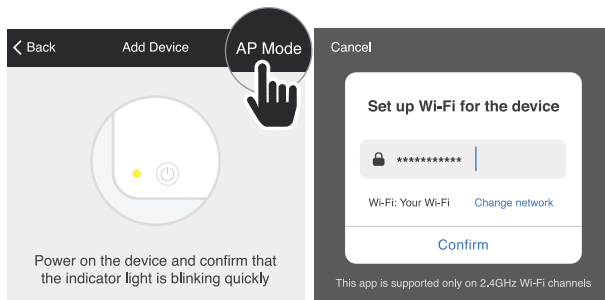 Back
Add Device
AP Mode
Power on the device and confirm that
the indicator light is blinking quickly
Cancel
Set up Wi-Fi for the device
***********
Wi-Fi: Your Wi-Fi
Change network
Confirm
This app is supported only on 2.4GHz Wi-Fi channels